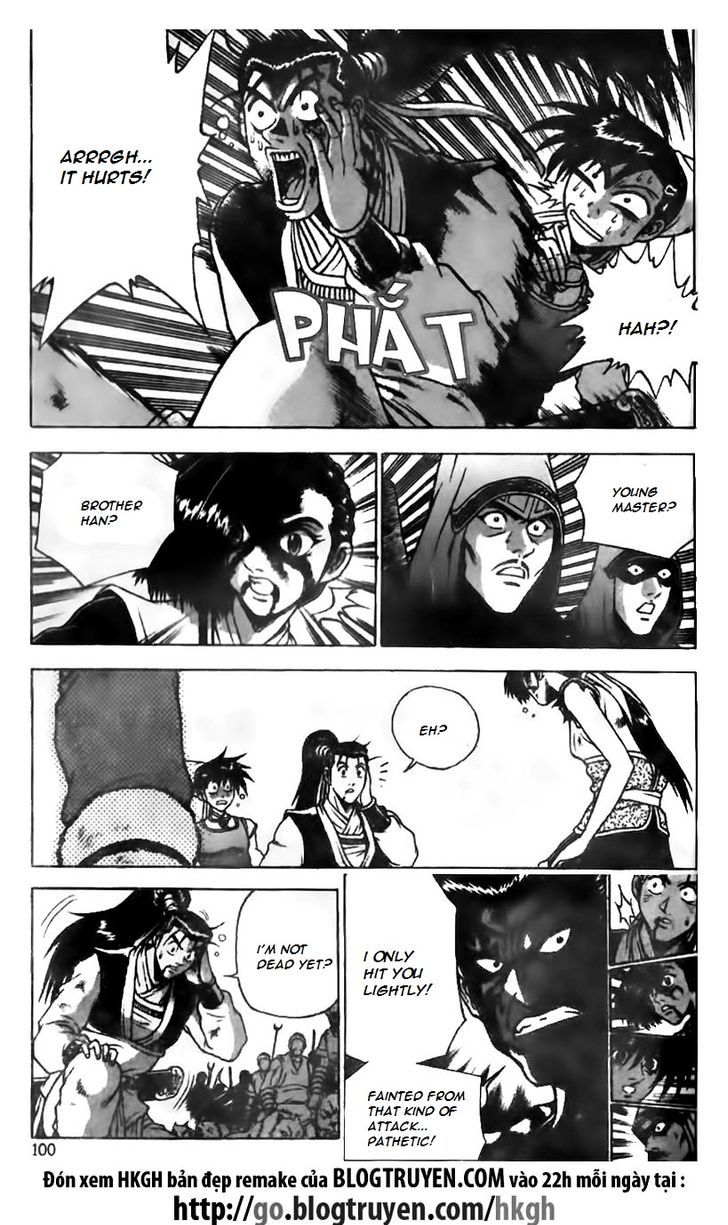 ARRRGH...
IT HURTS!
PHẮT
HAH?!
BROTHER
HAN?
YOUNG
MASTER?
EH?
I'M NOT
DEAD YET?
I ONLY
HIT YOU
LIGHTLY!
FAINTED FROM
THAT KIND OF
ATTACK...
PATHETIC!
100
Đón xem HKGH bản đẹp remake của BLOGTRUYEN.COM vào 22h mỗi ngày tại :
http://go.blogtruyen.com/hkgh